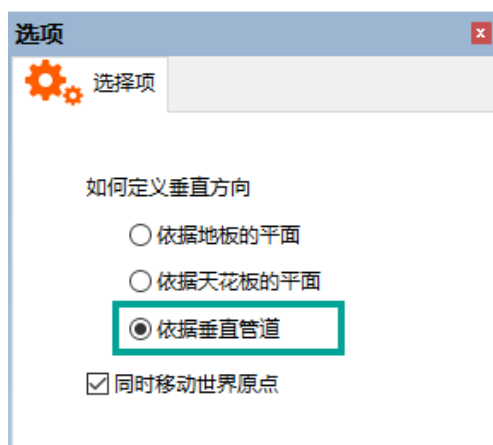 选项
选择项
如何定义垂直方向
依据地板的平面
依据天花板的平面
依据垂直管道
同时移动世界原点